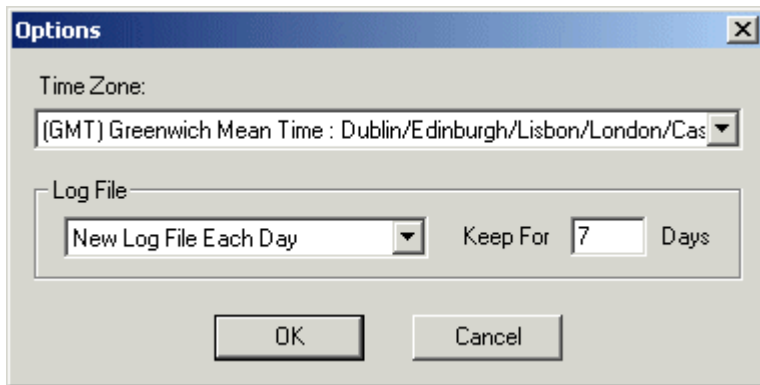 Options
Time Zone:
(GMT) Greenwich Mean Time : Dublin/Edinburgh/Lisbon/London/Cas
Log File
New Log File Each Day Keep For 7 Days
OK Cancel